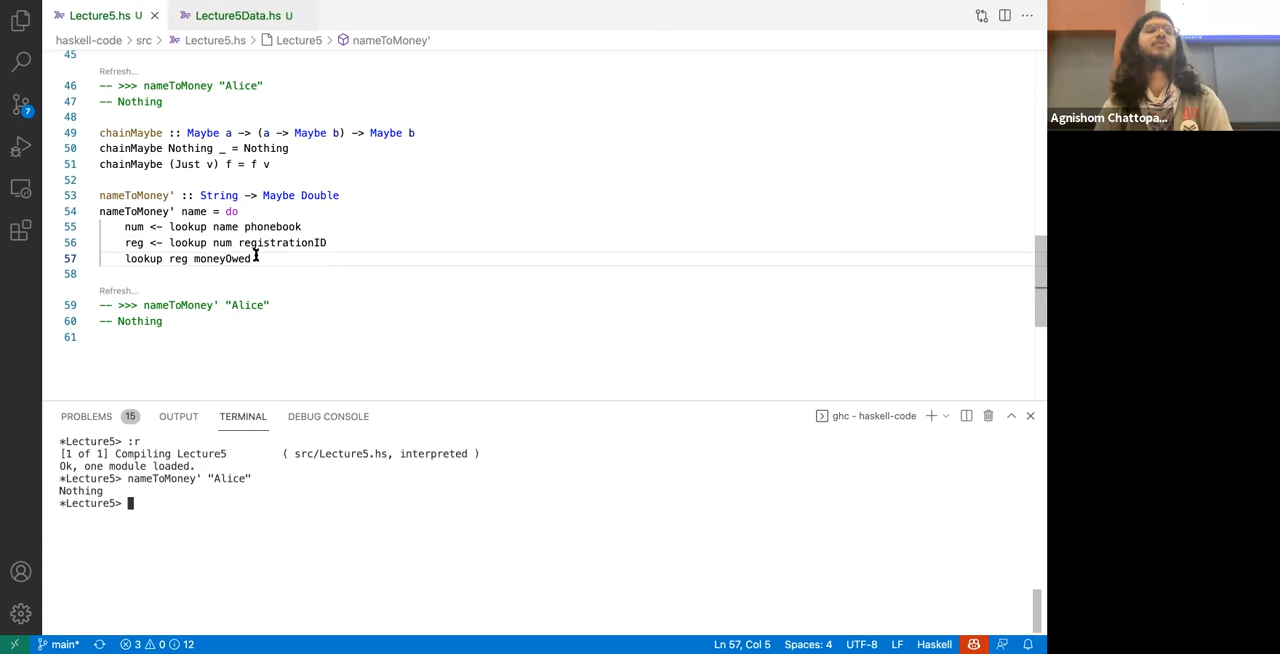 Lecture5.hs U
Lecture5Data.hs U
haskell-code > src > Lecture5.hs > Lecture5 > nameToMoney'
45
Refresh...
46 -- >>> nameToMoney "Alice"
47 -- Nothing
48
49 chainMaybe :: Maybe a -> (a -> Maybe b) -> Maybe b
50 chainMaybe Nothing _ = Nothing
51 chainMaybe (Just v) f = f v
52
53 nameToMoney' :: String -> Maybe Double
54 nameToMoney' name = do
55 num <- lookup name phonebook
56 reg <- lookup num registrationID
57 lookup reg moneyOwed
58
Refresh...
59 -- >>> nameToMoney' "Alice"
60 -- Nothing
61
Agnishom Chattopa...
7
PROBLEMS 15 OUTPUT TERMINAL DEBUG CONSOLE
ghc - haskell-code
*Lecture5> :r
[1 of 1] Compiling Lecture5 ( src/Lecture5.hs, interpreted )
Ok, one module loaded.
*Lecture5> nameToMoney' "Alice"
Nothing
*Lecture5>
main* 3 0 12 Ln 57, Col 5 Spaces: 4 UTF-8 LF Haskell